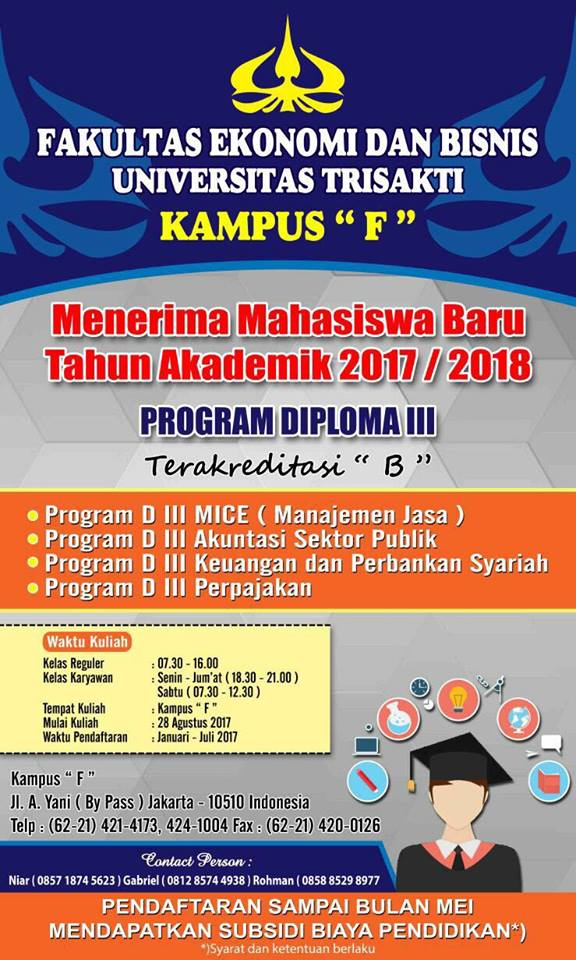 FAKULTAS EKONOMI DAN BISNIS
UNIVERSITAS TRISAKTI
KAMPUS “ F ”
Menerima Mahasiswa Baru
Tahun Akademik 2017 / 2018
PROGRAM DIPLOMA III
Terakreditasi “ B ”
• Program D III MICE ( Manajemen Jasa )
• Program D III Akuntasi Sektor Publik
• Program D III Keuangan dan Perbankan Syariah
• Program D III Perpajakan
Waktu Kuliah
Kelas Reguler : 07.30 - 16.00
Kelas Karyawan : Senin - Jum'at ( 18.30 - 21.00 )
Sabtu ( 07.30 - 12.30 )
Tempat Kuliah : Kampus “ F ”
Mulai Kuliah : 28 Agustus 2017
Waktu Pendaftaran : Januari - Juli 2017
Kampus “ F ”
Jl. A. Yani ( By Pass ) Jakarta - 10510 Indonesia
Telp : (62-21) 421-4173, 424-1004 Fax : (62-21) 420-0126
Contact Person :
Niar ( 0857 1874 5623 ) Gabriel ( 0812 8574 4938 ) Rohman ( 0858 8529 8977
PENDAFTARAN SAMPAI BULAN MEI
MENDAPATKAN SUBSIDI BIAYA PENDIDIKAN*)
*)Syarat dan ketentuan berlaku